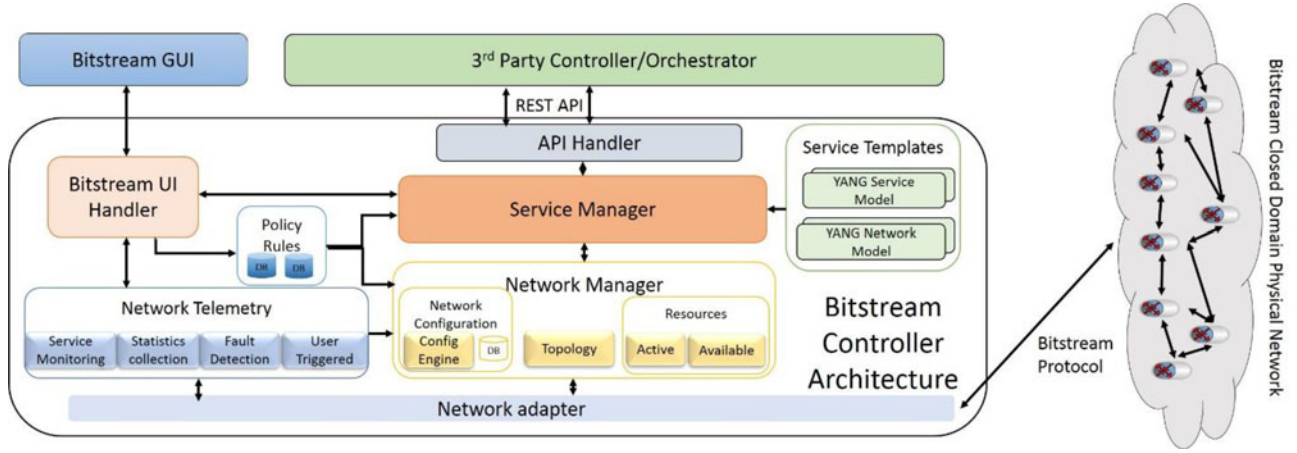 Bitstream GUI
3rd Party Controller/Orchestrator
REST API
API Handler
Service Templates
YANG Service
Model
YANG Network
Model
Bitstream UI
Handler
Service Manager
Policy
Rules
DB
DB
Network Telemetry
Service
Monitoring
Statistics
collection
Fault
Detection
User
Triggered
Network Manager
Network
Configuration
Config
Engine
DB
Topology
Resources
Active
Available
Bitstream
Controller
Architecture
Network adapter
Bitstream
Protocol
Bitstream Closed Domain Physical Network